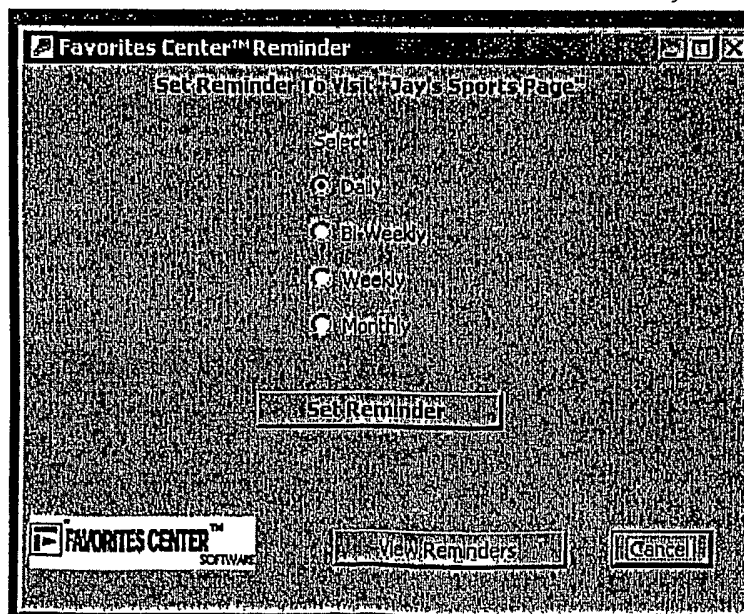 Favorites Center™ Reminder
Set Reminder To Visit "Jay's Sports Page"
Select:
Daily
Bi-Weekly
Weekly
Monthly
Set Reminder
FAVORITES CENTER™
SOFTWARE
View Reminders
Cancel